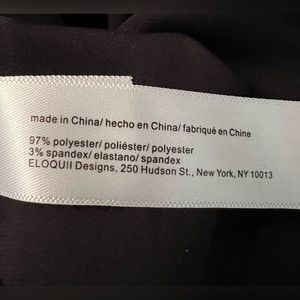 made in China/ hecho en China/ fabriqué en Chine
97% polyester/ poliéster/ polyester
3% spandex/ elastano/ spandex
ELOQUII Designs, 250 Hudson St., New York, NY 10013